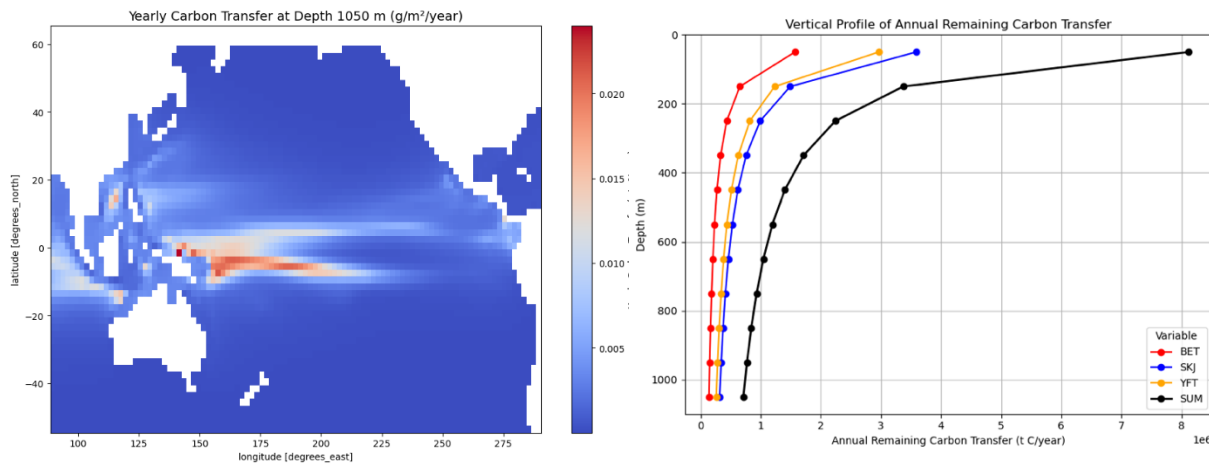 Yearly Carbon Transfer at Depth 1050 m (g/m²/year)
60
40
20
0
−20
−40
latitude [degrees_north]
100
125
150
175
200
225
250
275
longitude [degrees_east]
0.020
0.015
0.010
0.005
Vertical Profile of Annual Remaining Carbon Transfer
0
200
400
600
800
1000
Depth (m)
0
1
2
3
4
5
6
7
8
1e6
Annual Remaining Carbon Transfer (t C/year)
Variable
BET
SKJ
YFT
SUM